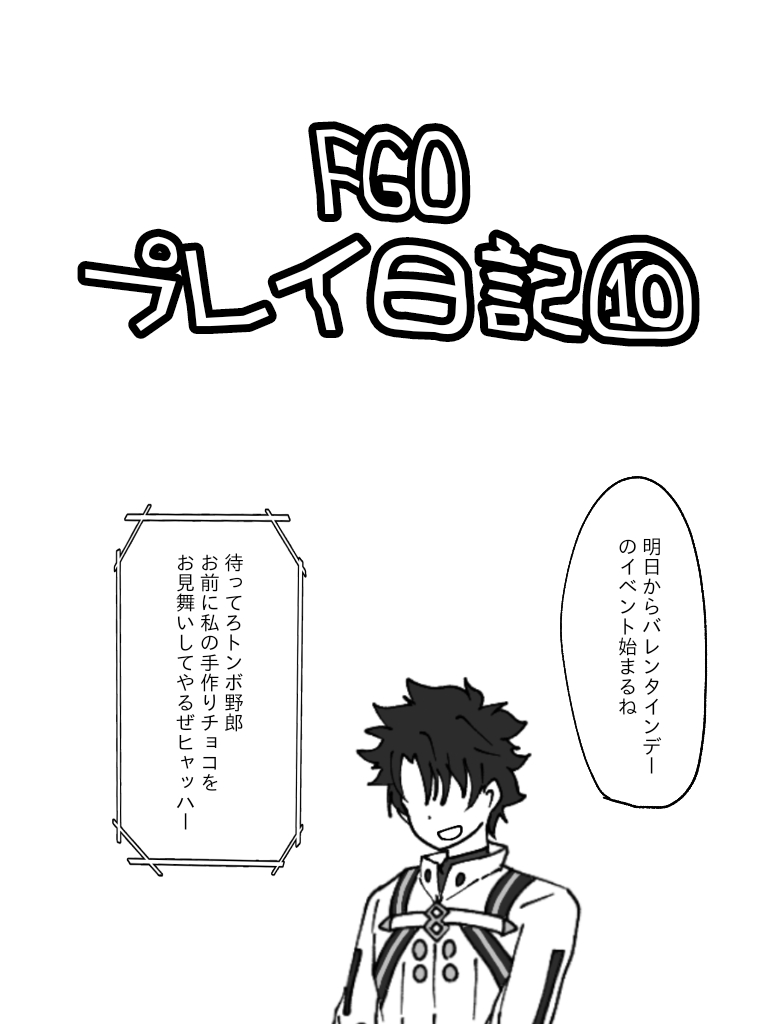 FGO
プレイ日記⑩
明日からバレンタインデー
のイベント始まるね
待ってろトンボ野郎
お前に私の手作りチョコを
お見舞いしてやるぜヒャッハー